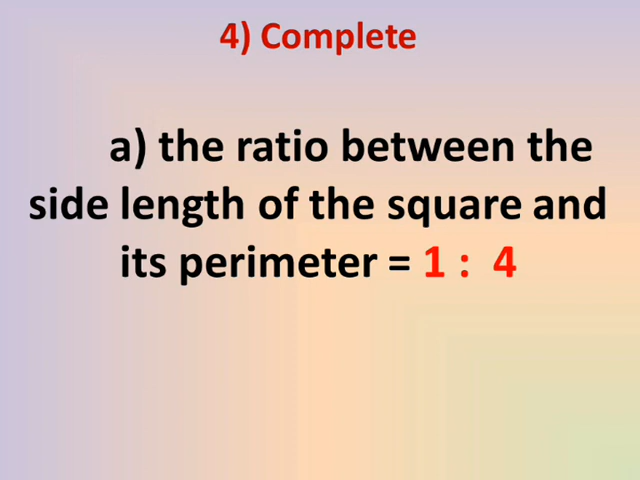 4) Complete
a) the ratio between the
side length of the square and
its perimeter = 1 : 4